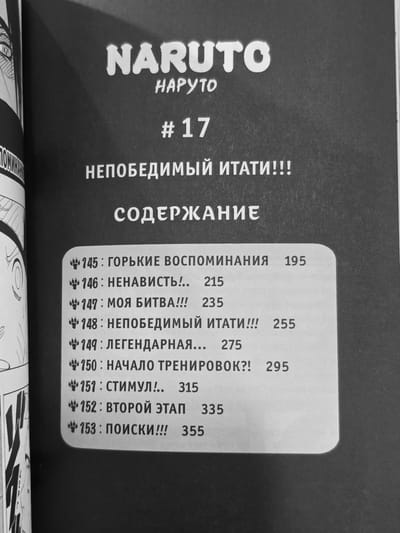 NARUTO
НАРУТО
#17
НЕПОБЕДИМЫЙ ИТАТИ!!!
СОДЕРЖАНИЕ
145: ГОРЬКИЕ ВОСПОМИНАНИЯ 195
146: НЕНАВИСТЬ!.. 215
147: МОЯ БИТВА!!! 235
148: НЕПОБЕДИМЫЙ ИТАТИ!!! 255
149: ЛЕГЕНДАРНАЯ... 275
150: НАЧАЛО ТРЕНИРОВОК?! 295
151: СТИМУЛ!.. 315
152: ВТОРОЙ ЭТАП 335
153: ПОИСКИ!!! 355